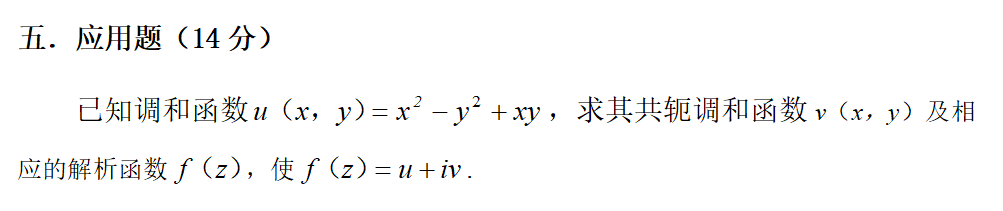 五．应用题（14 分）
已知调和函数 u（x，y）= x² − y² + xy ，求其共轭调和函数 v（x，y）及相
应的解析函数 f（z），使 f（z）= u + iv .